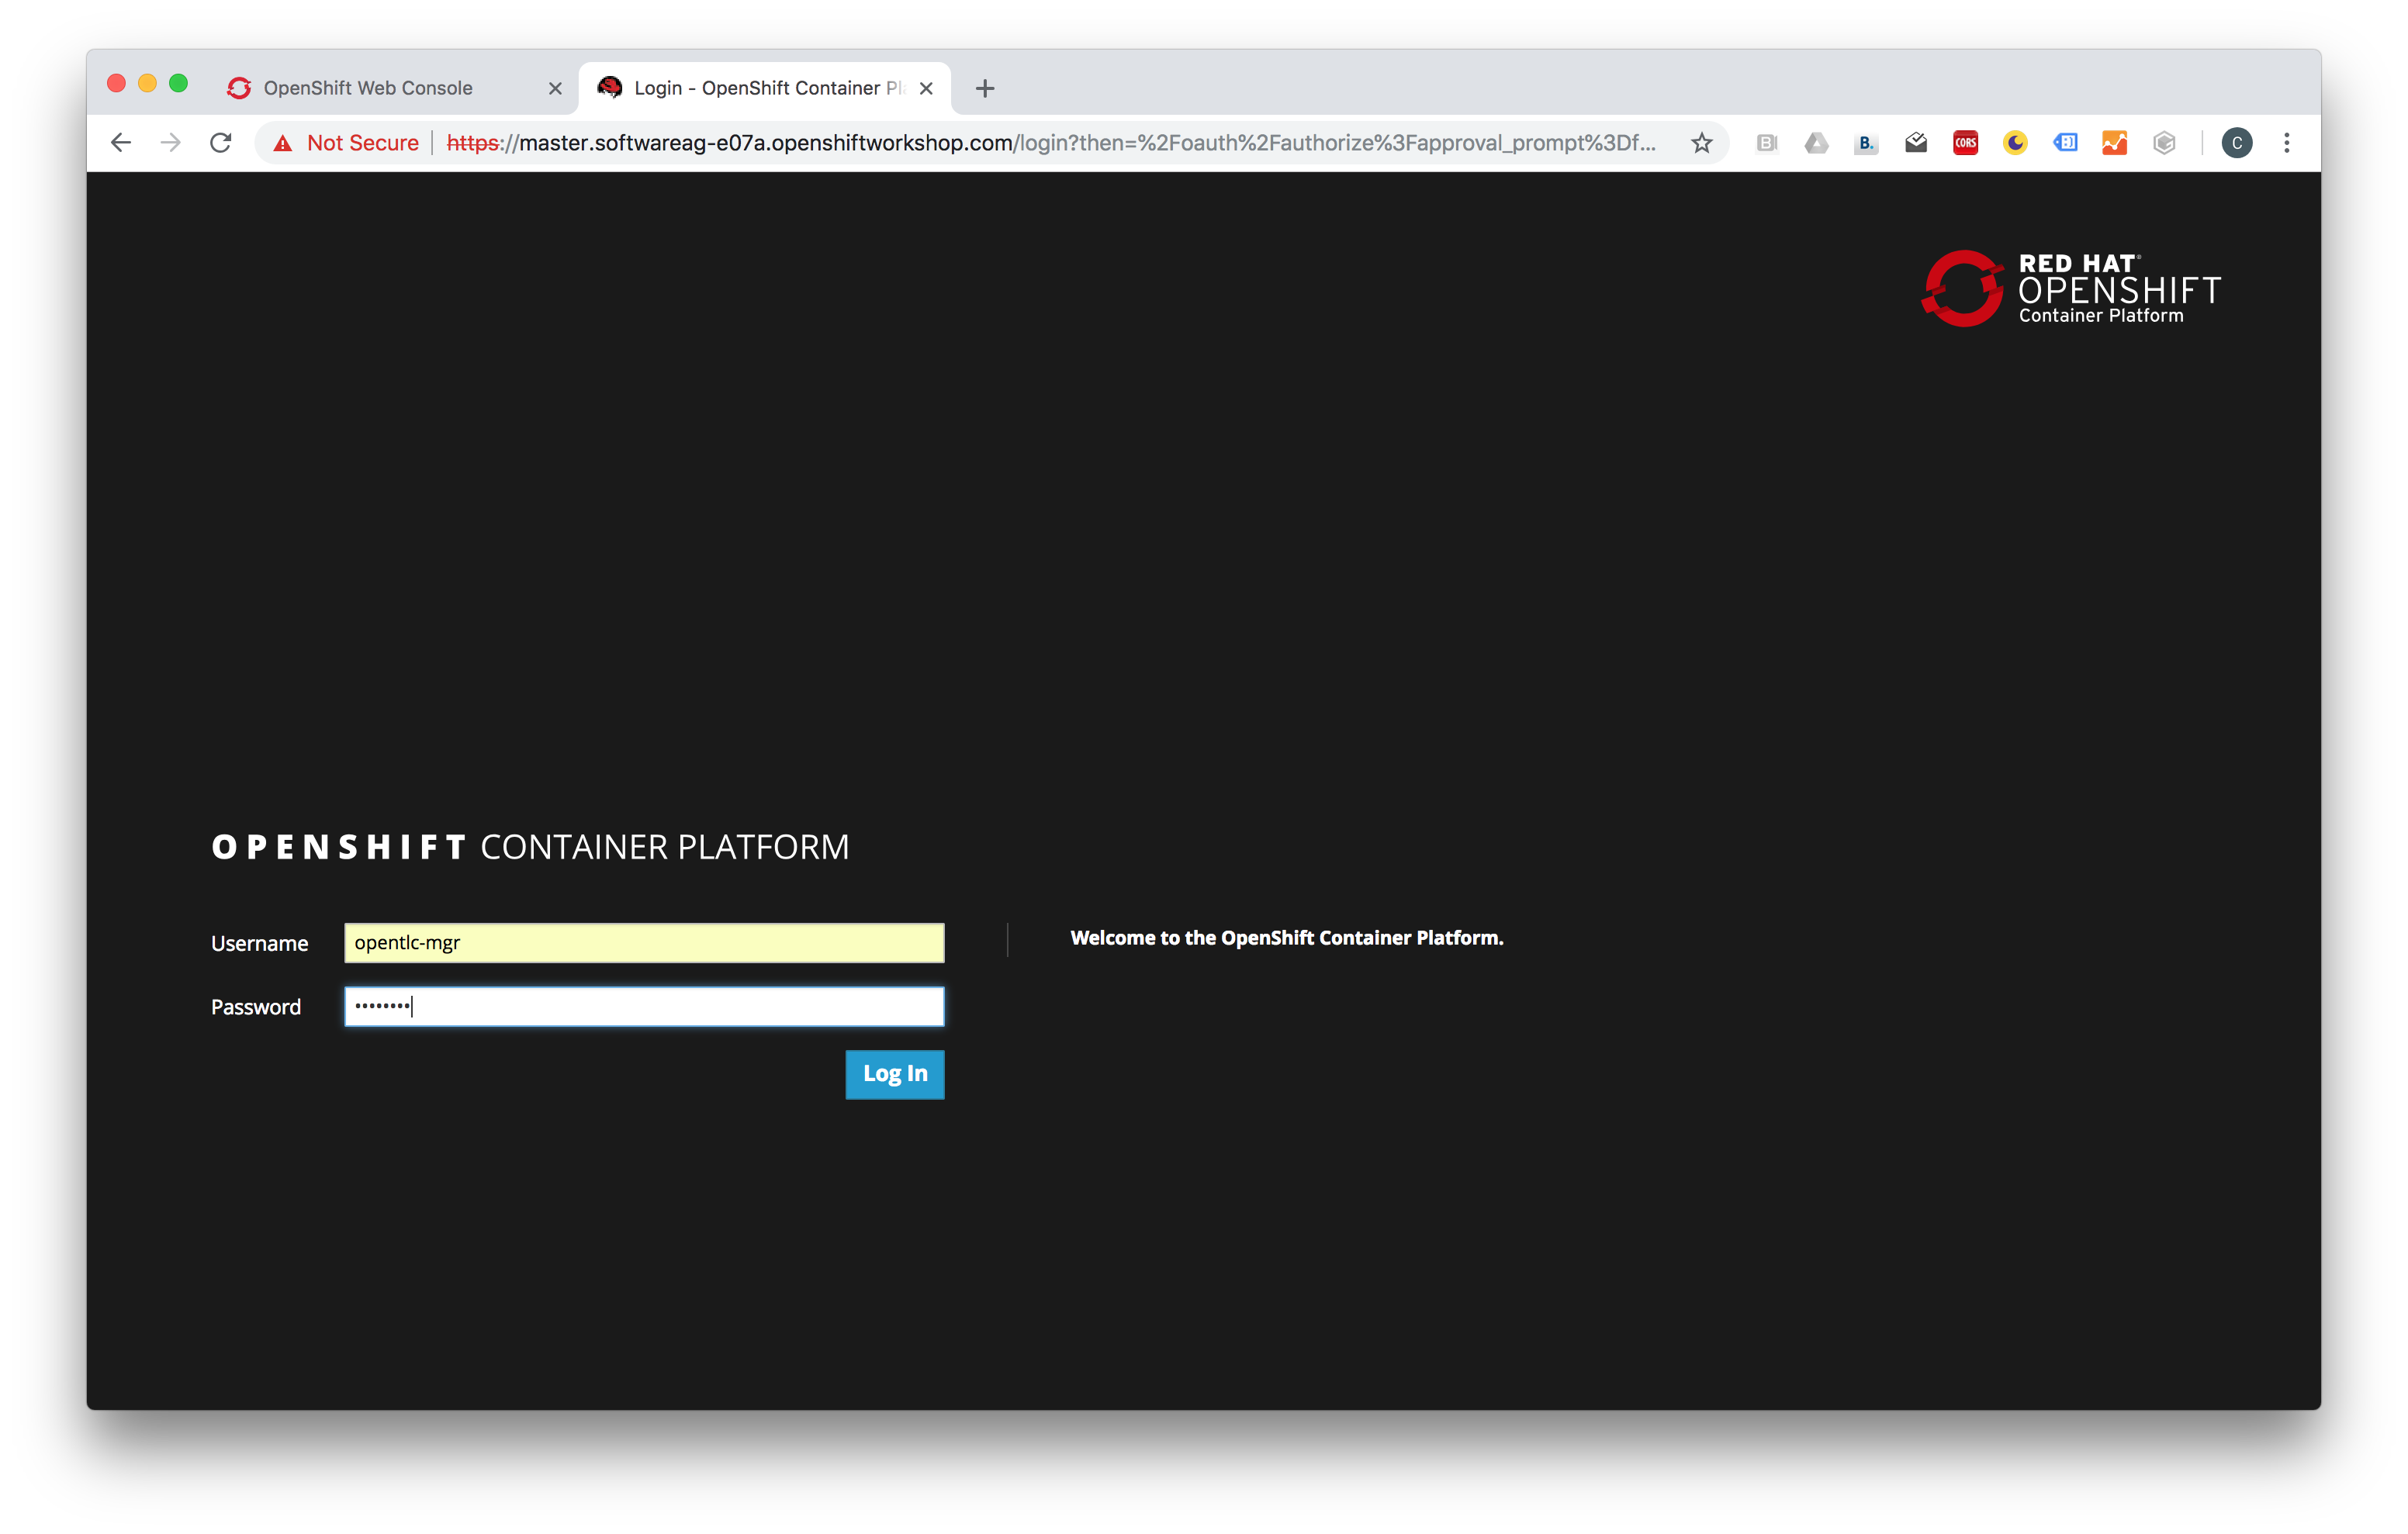 OpenShift Web Console
Login - OpenShift Container Pl
Not Secure https://master.softwareag-e07a.openshiftworkshop.com/login?then=%2Foauth%2Fauthorize%3Fapproval_prompt%3Df...
B B. CORS C
RED HAT®
OPENSHIFT
Container Platform
OPENSHIFT CONTAINER PLATFORM
Username opentlc-mgr
Welcome to the OpenShift Container Platform.
Password ••••••••
Log In